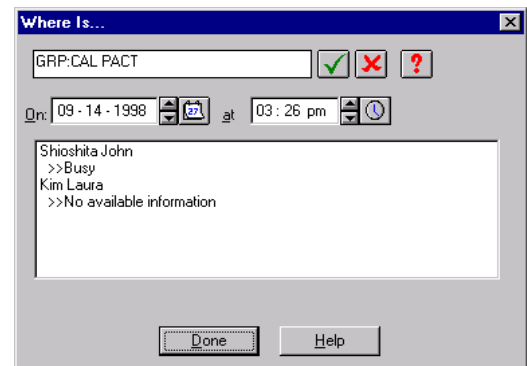 Where Is...
GRP:CAL PACT
?
On: 09 - 14 - 1998 27 at 03 : 26 pm
Shioshita John
>>Busy
Kim Laura
>>No available information
Done Help